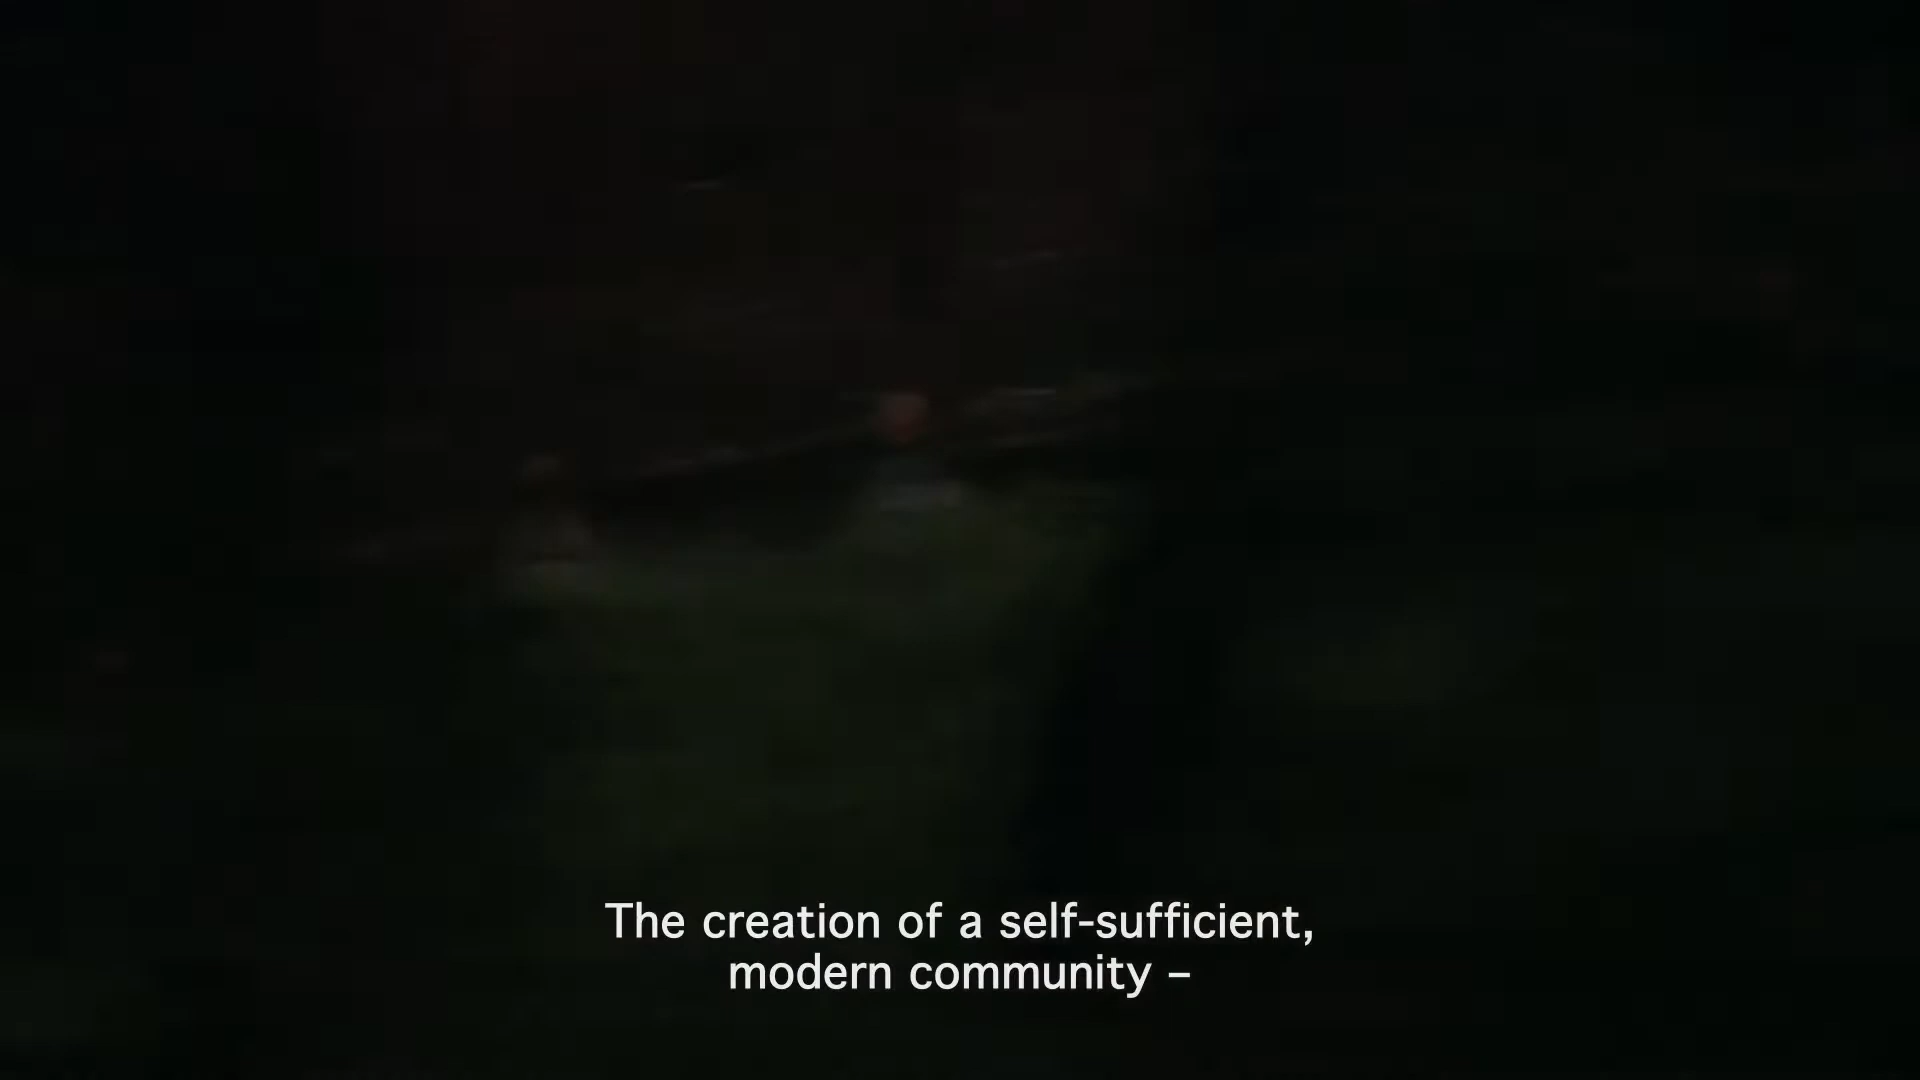 The creation of a self-sufficient,
modern community –